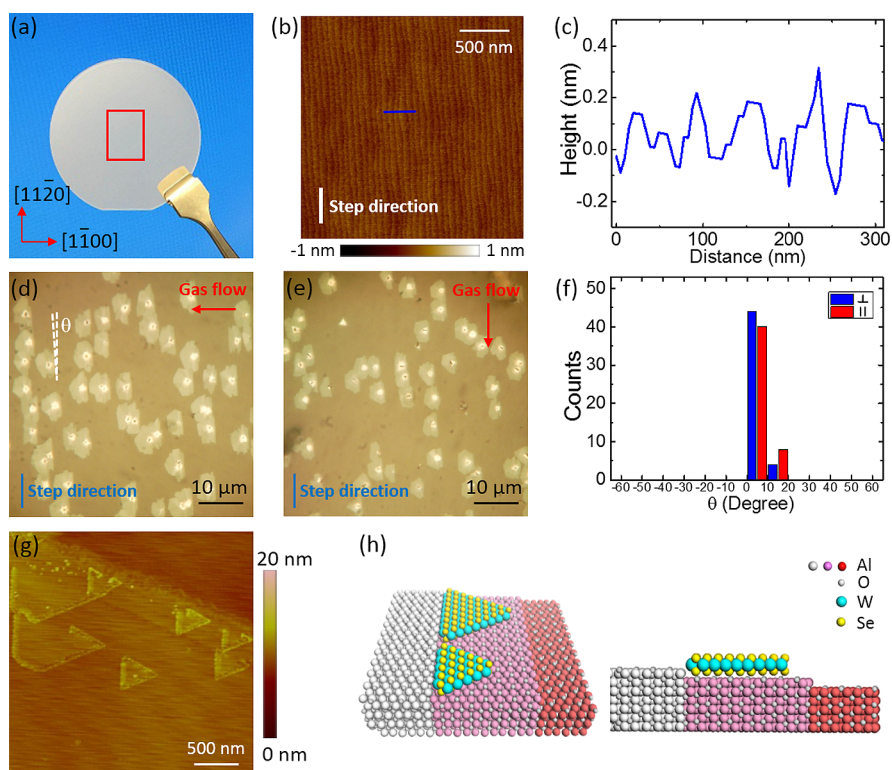 (a)
[112̅0]
[11̅00]
(b)
500 nm
Step direction
-1 nm
1 nm
(c)
Height (nm)
0.4
0.2
0.0
-0.2
0
100
200
300
Distance (nm)
(d)
θ
Gas flow
Step direction
10 μm
(e)
Gas flow
Step direction
10 μm
(f)
Counts
50
40
30
20
10
0
⊥
||
-60 -50 -40 -30 -20 -10 0 10 20 30 40 50 60
θ (Degree)
(g)
500 nm
20 nm
0 nm
(h)
Al
O
W
Se